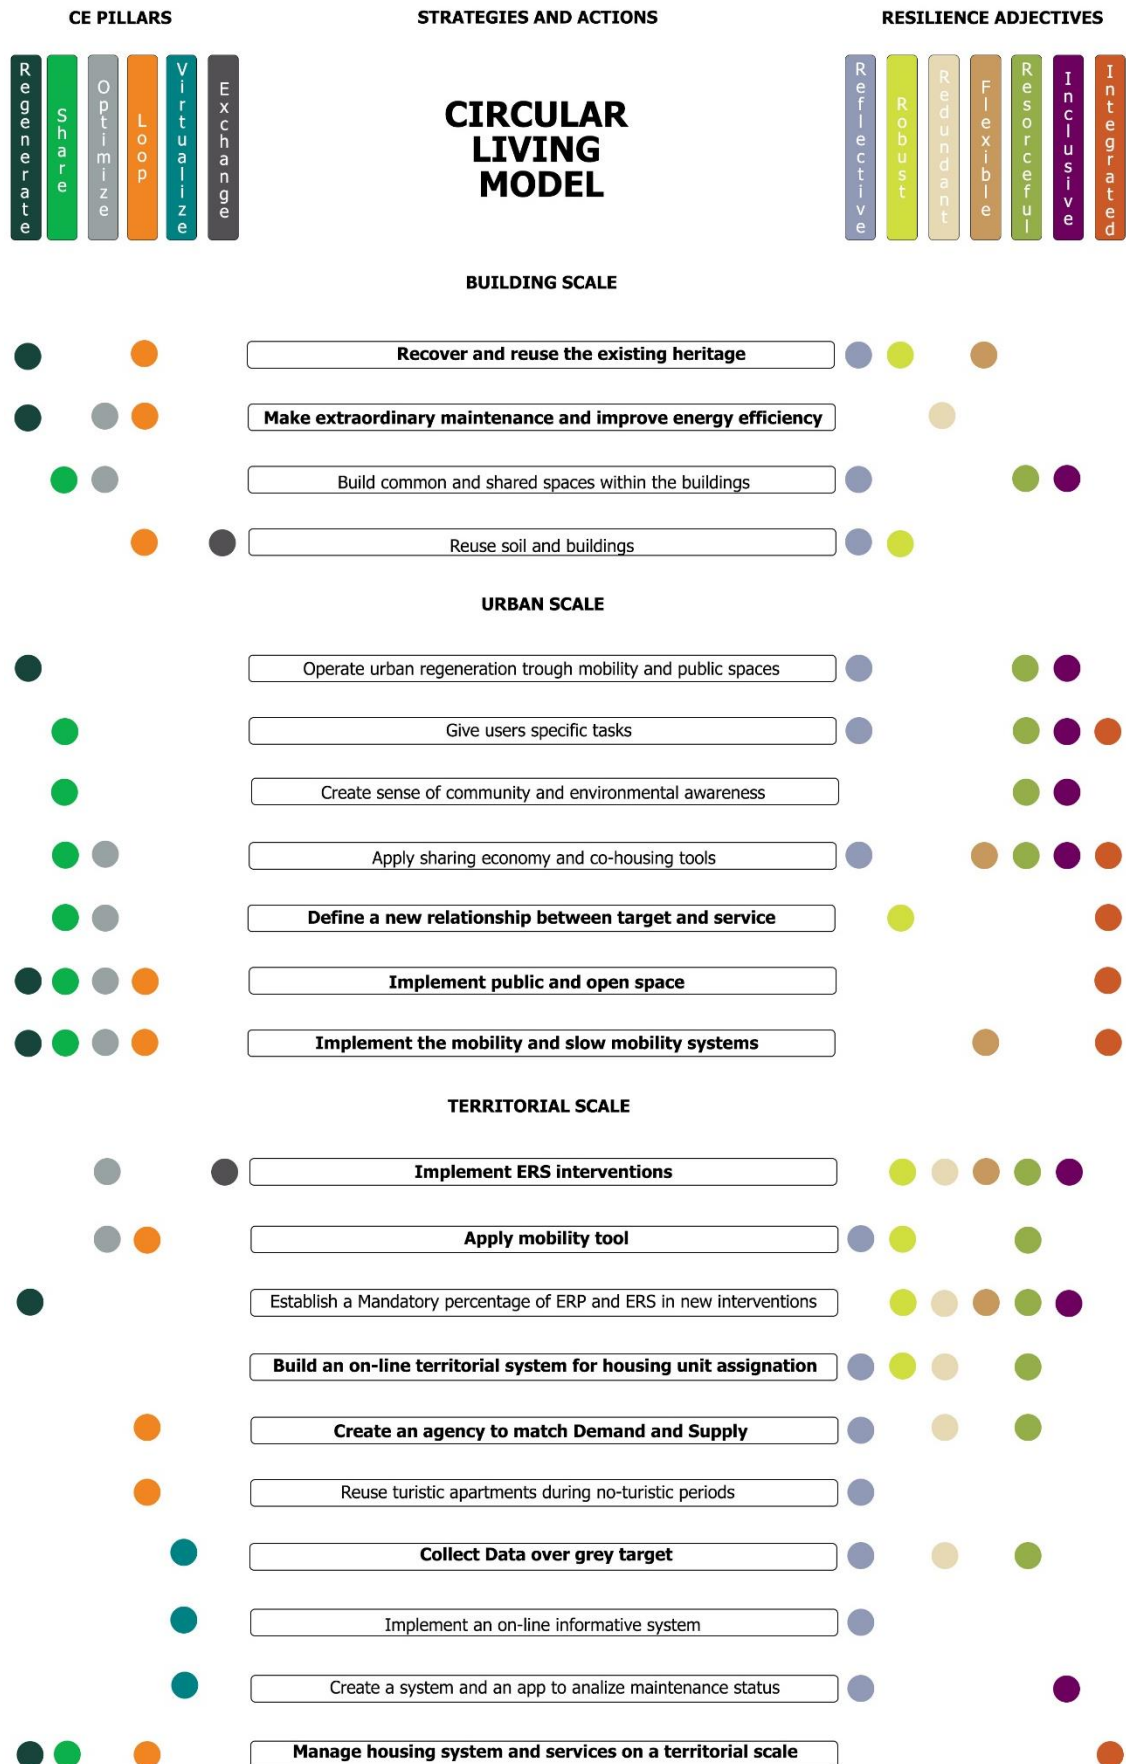 CE PILLARS
STRATEGIES AND ACTIONS
RESILIENCE ADJECTIVES
Regenerate
Share
Optimize
Loop
Virtualize
Exchange
CIRCULAR
LIVING
MODEL
Reflective
Robust
Redundant
Flexible
Resorceful
Inclusive
Integrated
BUILDING SCALE
Recover and reuse the existing heritage
Make extraordinary maintenance and improve energy efficiency
Build common and shared spaces within the buildings
Reuse soil and buildings
URBAN SCALE
Operate urban regeneration trough mobility and public spaces
Give users specific tasks
Create sense of community and environmental awareness
Apply sharing economy and co-housing tools
Define a new relationship between target and service
Implement public and open space
Implement the mobility and slow mobility systems
TERRITORIAL SCALE
Implement ERS interventions
Apply mobility tool
Establish a Mandatory percentage of ERP and ERS in new interventions
Build an on-line territorial system for housing unit assignation
Create an agency to match Demand and Supply
Reuse turistic apartments during no-turistic periods
Collect Data over grey target
Implement an on-line informative system
Create a system and an app to analize maintenance status
Manage housing system and services on a territorial scale